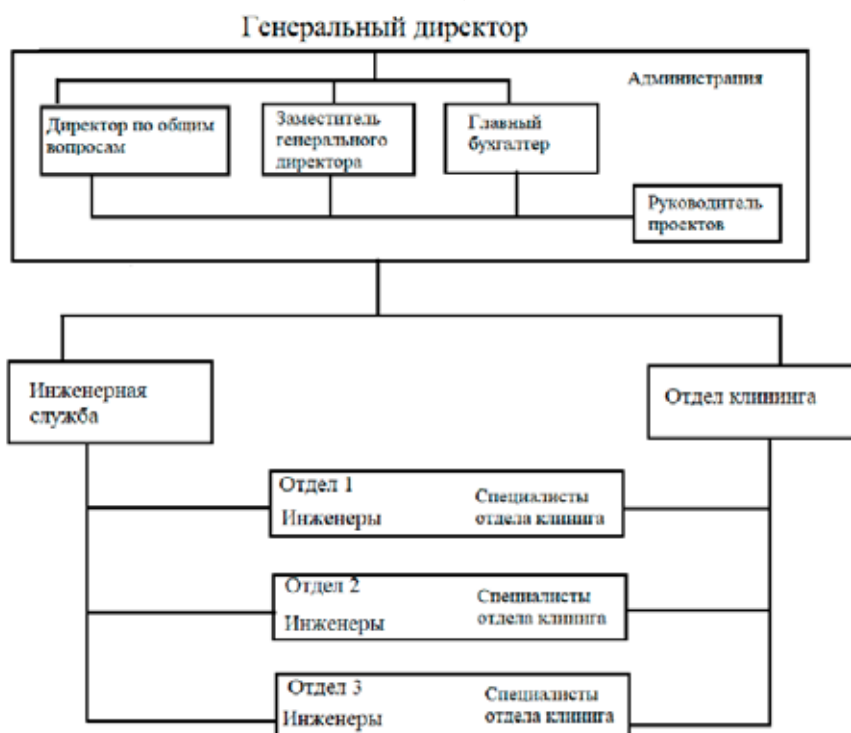 Генеральный директор
Администрация
Директор по общим
вопросам
Заместитель
генерального
директора
Главный
бухгалтер
Руководитель
проектов
Инженерная
служба
Отдел клининга
Отдел 1
Инженеры
Специалисты
отдела клининга
Отдел 2
Инженеры
Специалисты
отдела клининга
Отдел 3
Инженеры
Специалисты
отдела клининга